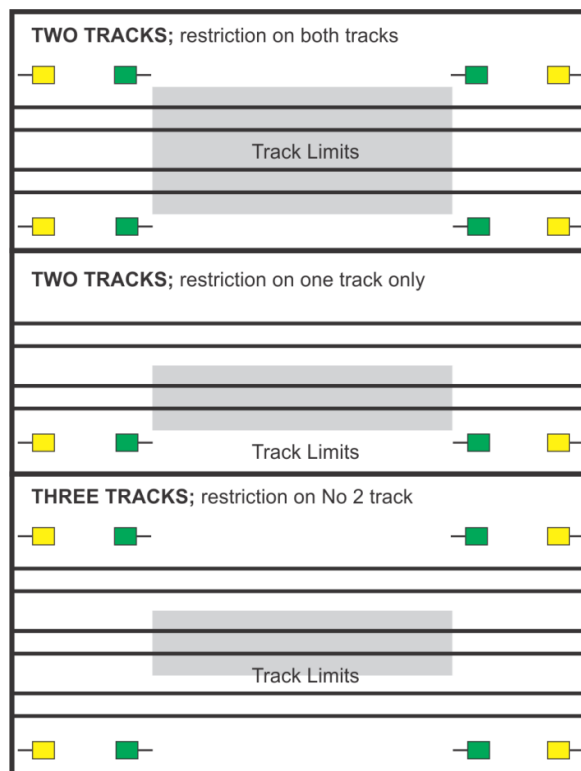 TWO TRACKS; restriction on both tracks
Track Limits
TWO TRACKS; restriction on one track only
Track Limits
THREE TRACKS; restriction on No 2 track
Track Limits